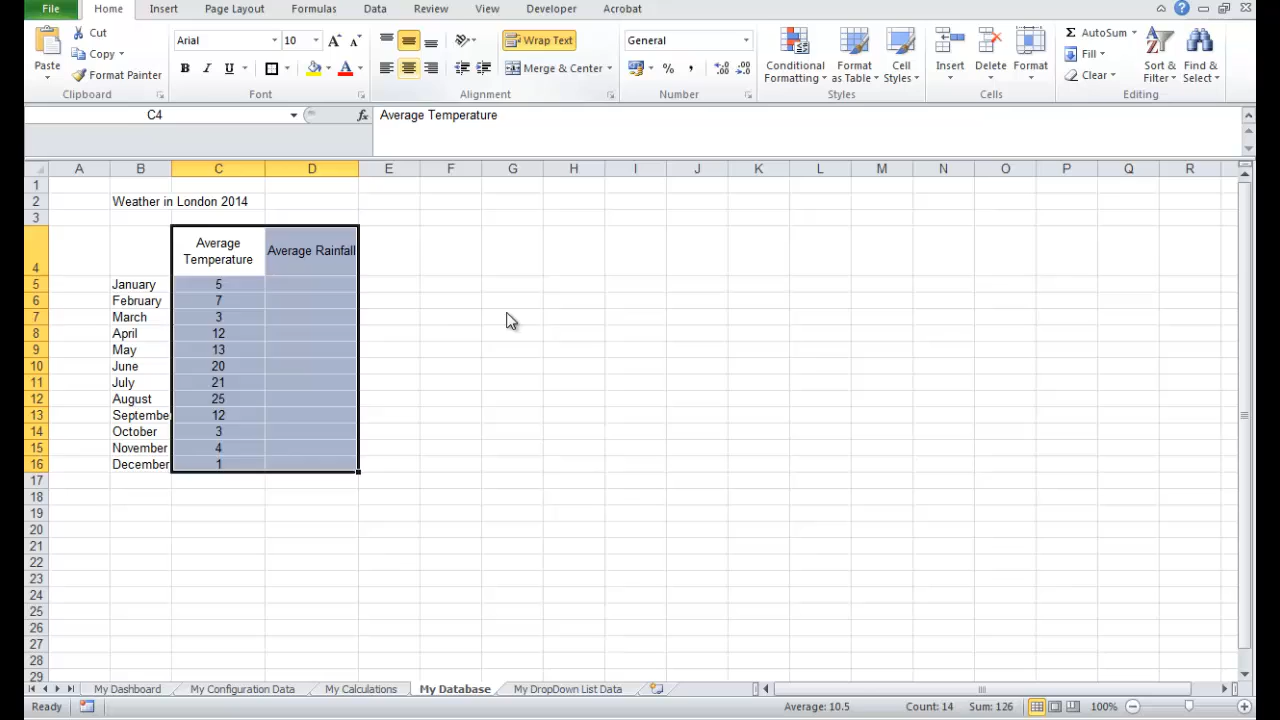 File Home Insert Page Layout Formulas Data Review View Developer Acrobat
Paste
Cut
Copy
Format Painter
Clipboard
Arial 10
B I U
Font
Wrap Text
Merge & Center
Alignment
General
%
Number
Conditional Formatting
Format as Table
Cell Styles
Styles
Insert Delete Format
Cells
AutoSum
Fill
Clear
Sort & Filter
Find & Select
Editing
C4 fx Average Temperature
A B C D E F G H I J K L M N O P Q R
1
2 Weather in London 2014
3
4 Average Temperature Average Rainfall
5 January 5
6 February 7
7 March 3
8 April 12
9 May 13
10 June 20
11 July 21
12 August 25
13 Septembe 12
14 October 3
15 November 4
16 December 1
17
18
19
20
21
22
23
24
25
26
27
28
29
My Dashboard My Configuration Data My Calculations My Database My DropDown List Data
Ready Average: 10.5 Count: 14 Sum: 126 100%